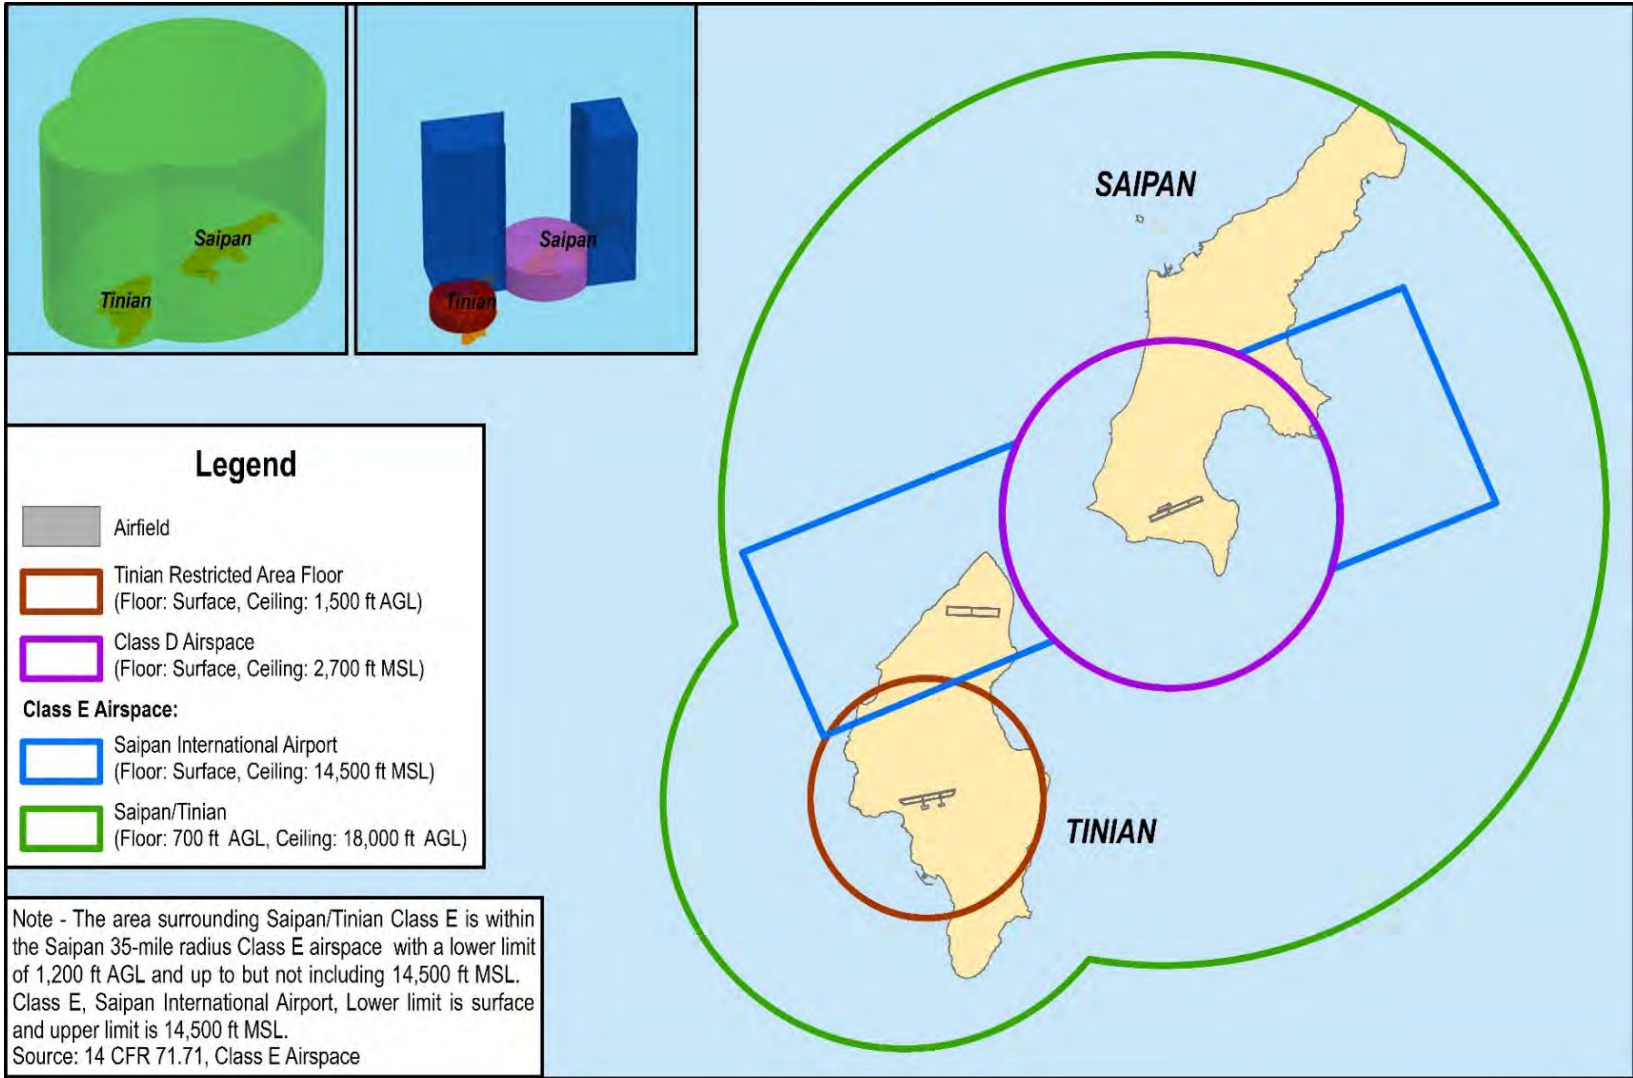 Saipan
Tinian
Saipan
Tinian
SAIPAN
TINIAN
Legend
Airfield
Tinian Restricted Area Floor
(Floor: Surface, Ceiling: 1,500 ft AGL)
Class D Airspace
(Floor: Surface, Ceiling: 2,700 ft MSL)
Class E Airspace:
Saipan International Airport
(Floor: Surface, Ceiling: 14,500 ft MSL)
Saipan/Tinian
(Floor: 700 ft AGL, Ceiling: 18,000 ft AGL)
Note - The area surrounding Saipan/Tinian Class E is within
the Saipan 35-mile radius Class E airspace with a lower limit
of 1,200 ft AGL and up to but not including 14,500 ft MSL.
Class E, Saipan International Airport, Lower limit is surface
and upper limit is 14,500 ft MSL.
Source: 14 CFR 71.71, Class E Airspace